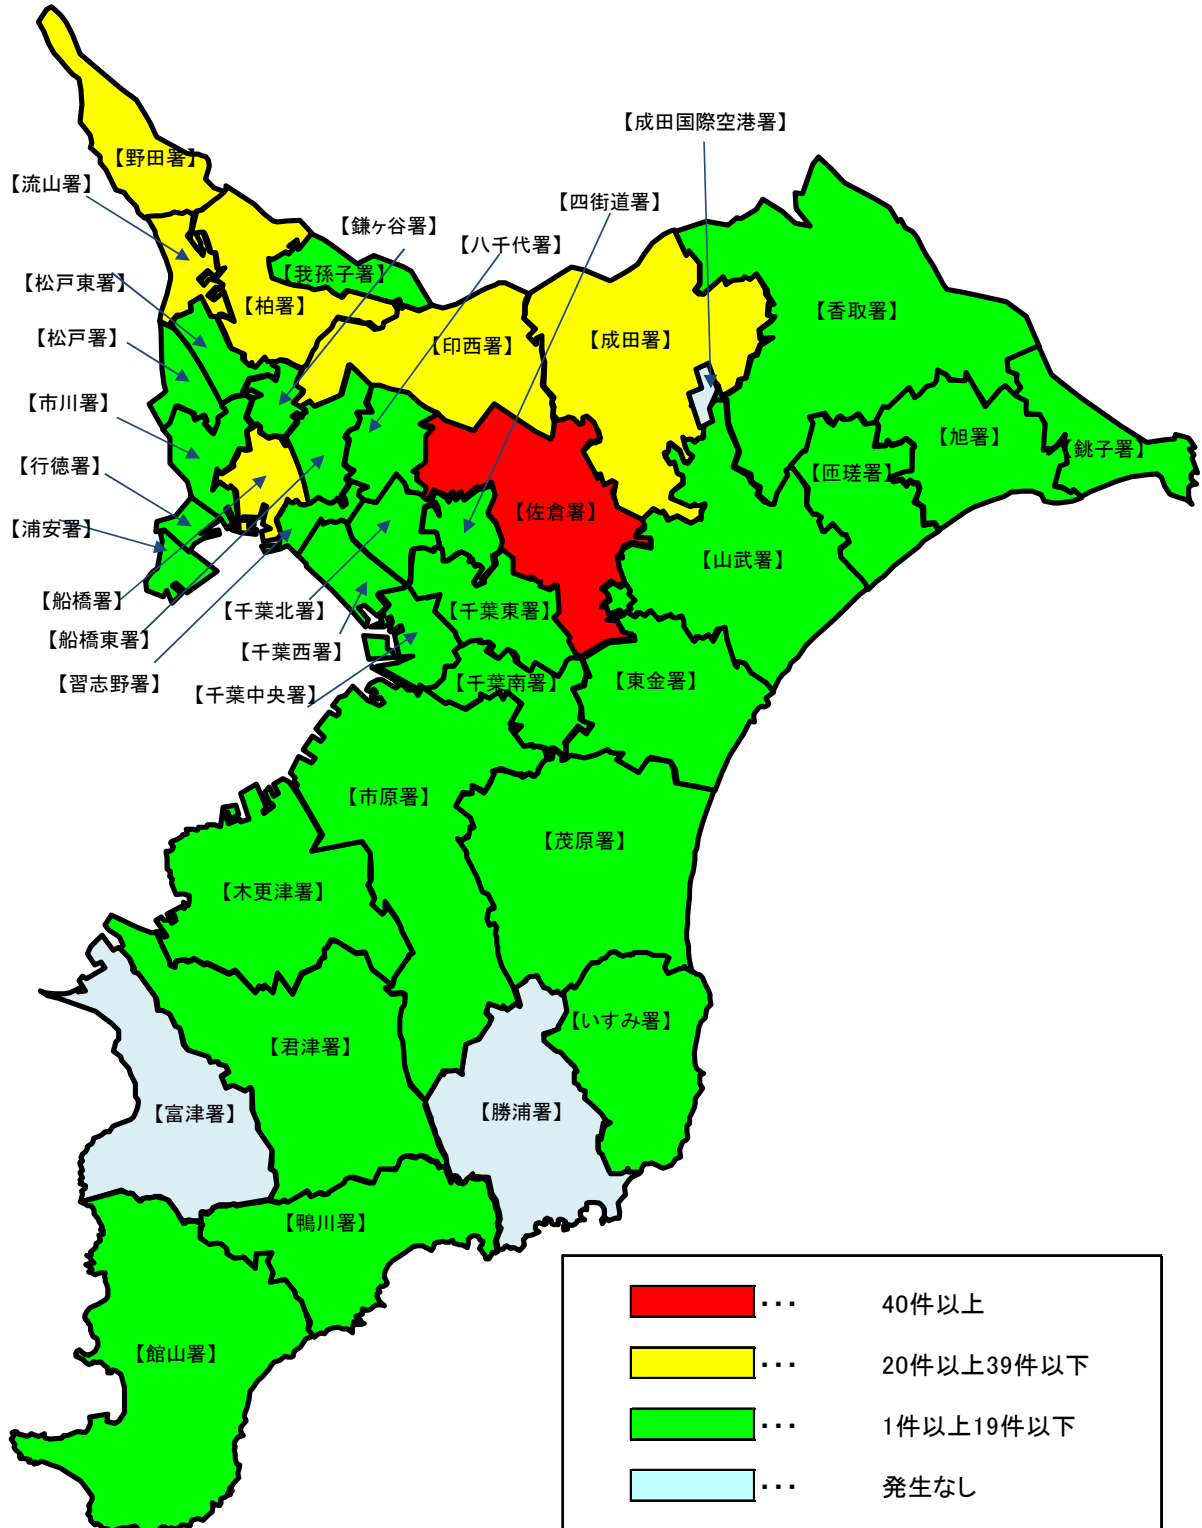 【成田国際空港署】
【野田署】
【流山署】
【四街道署】
【鎌ヶ谷署】
【八千代署】
【我孫子署】
【松戸東署】
【柏署】
【香取署】
【松戸署】
【印西署】
【成田署】
【市川署】
【旭署】
【銚子署】
【行徳署】
【匝瑳署】
【佐倉署】
【浦安署】
【山武署】
【船橋署】
【千葉北署】
【千葉東署】
【船橋東署】
【千葉西署】
【習志野署】
【千葉中央署】
【千葉南署】
【東金署】
【市原署】
【茂原署】
【木更津署】
【いすみ署】
【君津署】
【富津署】
【勝浦署】
【鴨川署】
【館山署】
・・・ 40件以上
・・・ 20件以上39件以下
・・・ 1件以上19件以下
・・・ 発生なし